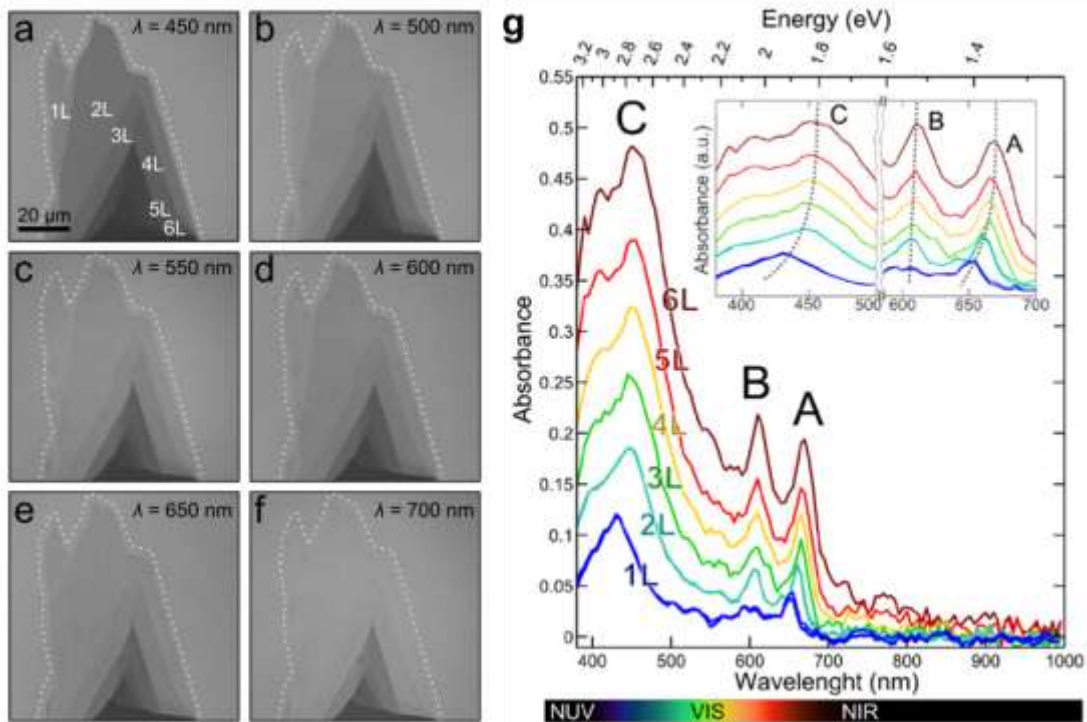 a
λ = 450 nm
1L
2L
3L
4L
5L
6L
20 µm
b
λ = 500 nm
c
λ = 550 nm
d
λ = 600 nm
e
λ = 650 nm
f
λ = 700 nm
g
Energy (eV)
3.2 3 2.8 2.6 2.4 2.2 2 1.8 1.6 1.4
Absorbance
0.55
0.5
0.45
0.4
0.35
0.3
0.25
0.2
0.15
0.1
0.05
0
C
B
A
6L
5L
4L
3L
2L
1L
Absorbance (a.u.)
C
B
A
400 450 500 600 650 700
400 500 600 700 800 900 1000
Wavelenght (nm)
NUV VIS NIR